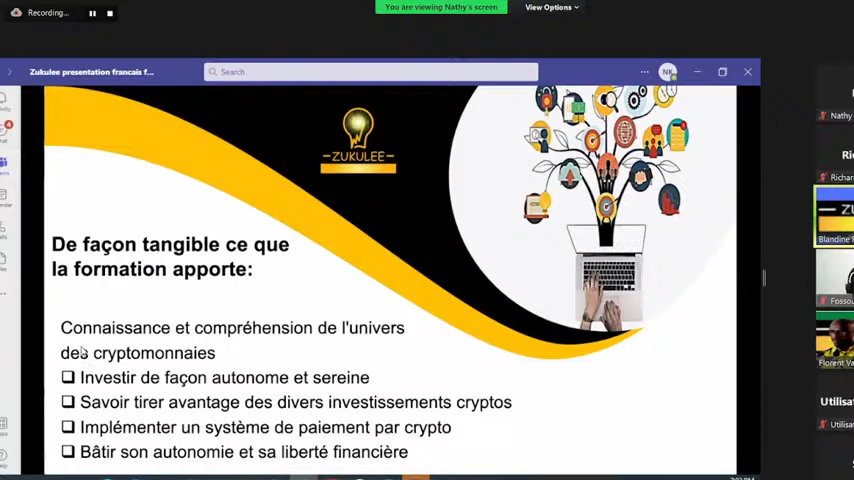 Recording...
You are viewing Nathy's screen
View Options
Zukulee presentation francais f...
Search
NK
ZUKULEE
De façon tangible ce que
la formation apporte:
Connaissance et compréhension de l'univers
des cryptomonnaies
Investir de façon autonome et sereine
Savoir tirer avantage des divers investissements cryptos
Implémenter un système de paiement par crypto
Bâtir son autonomie et sa liberté financière
Nathy
Richard
Blandine
Fosso
Florent Va
Utilisat
Utilisat